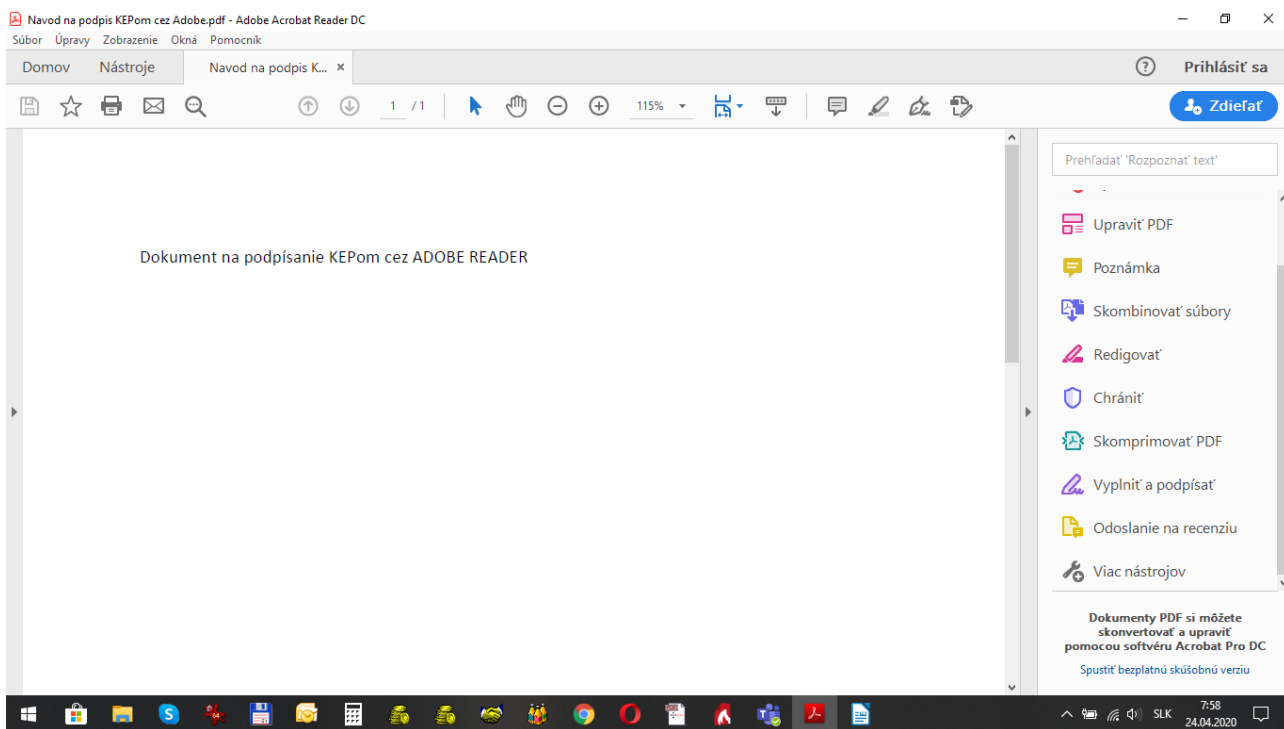 Navod na podpis KEPom cez Adobe.pdf - Adobe Acrobat Reader DC
Súbor Úpravy Zobrazenie Okná Pomocník
Domov Nástroje Navod na podpis K... × Prihlásiť sa
1 / 1 115% Zdieľať
Prehľadať 'Rozpoznať text'
Upraviť PDF
Dokument na podpísanie KEPom cez ADOBE READER
Poznámka
Skombinovať súbory
Redigovať
Chrániť
Skomprimovať PDF
Vyplniť a podpísať
Odoslanie na recenziu
Viac nástrojov
Dokumenty PDF si môžete
skonvertovať a upraviť
pomocou softvéru Acrobat Pro DC
Spustiť bezplatnú skúšobnú verziu
SLK 7:58
24.04.2020